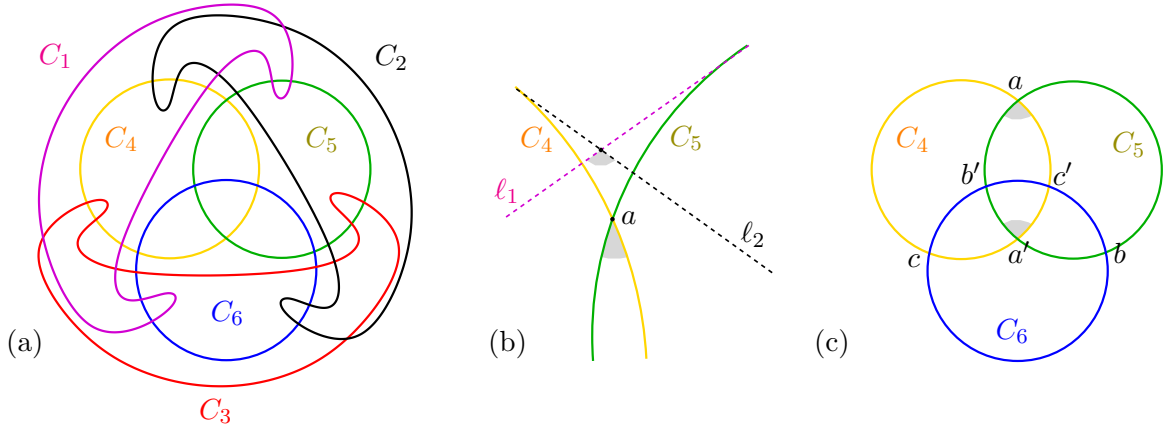 C₁
C₂
C₄
C₅
C₆
C₃
(a)
C₄
C₅
ℓ₁
a
ℓ₂
(b)
a
C₄
C₅
b′
c′
c
a′
b
C₆
(c)